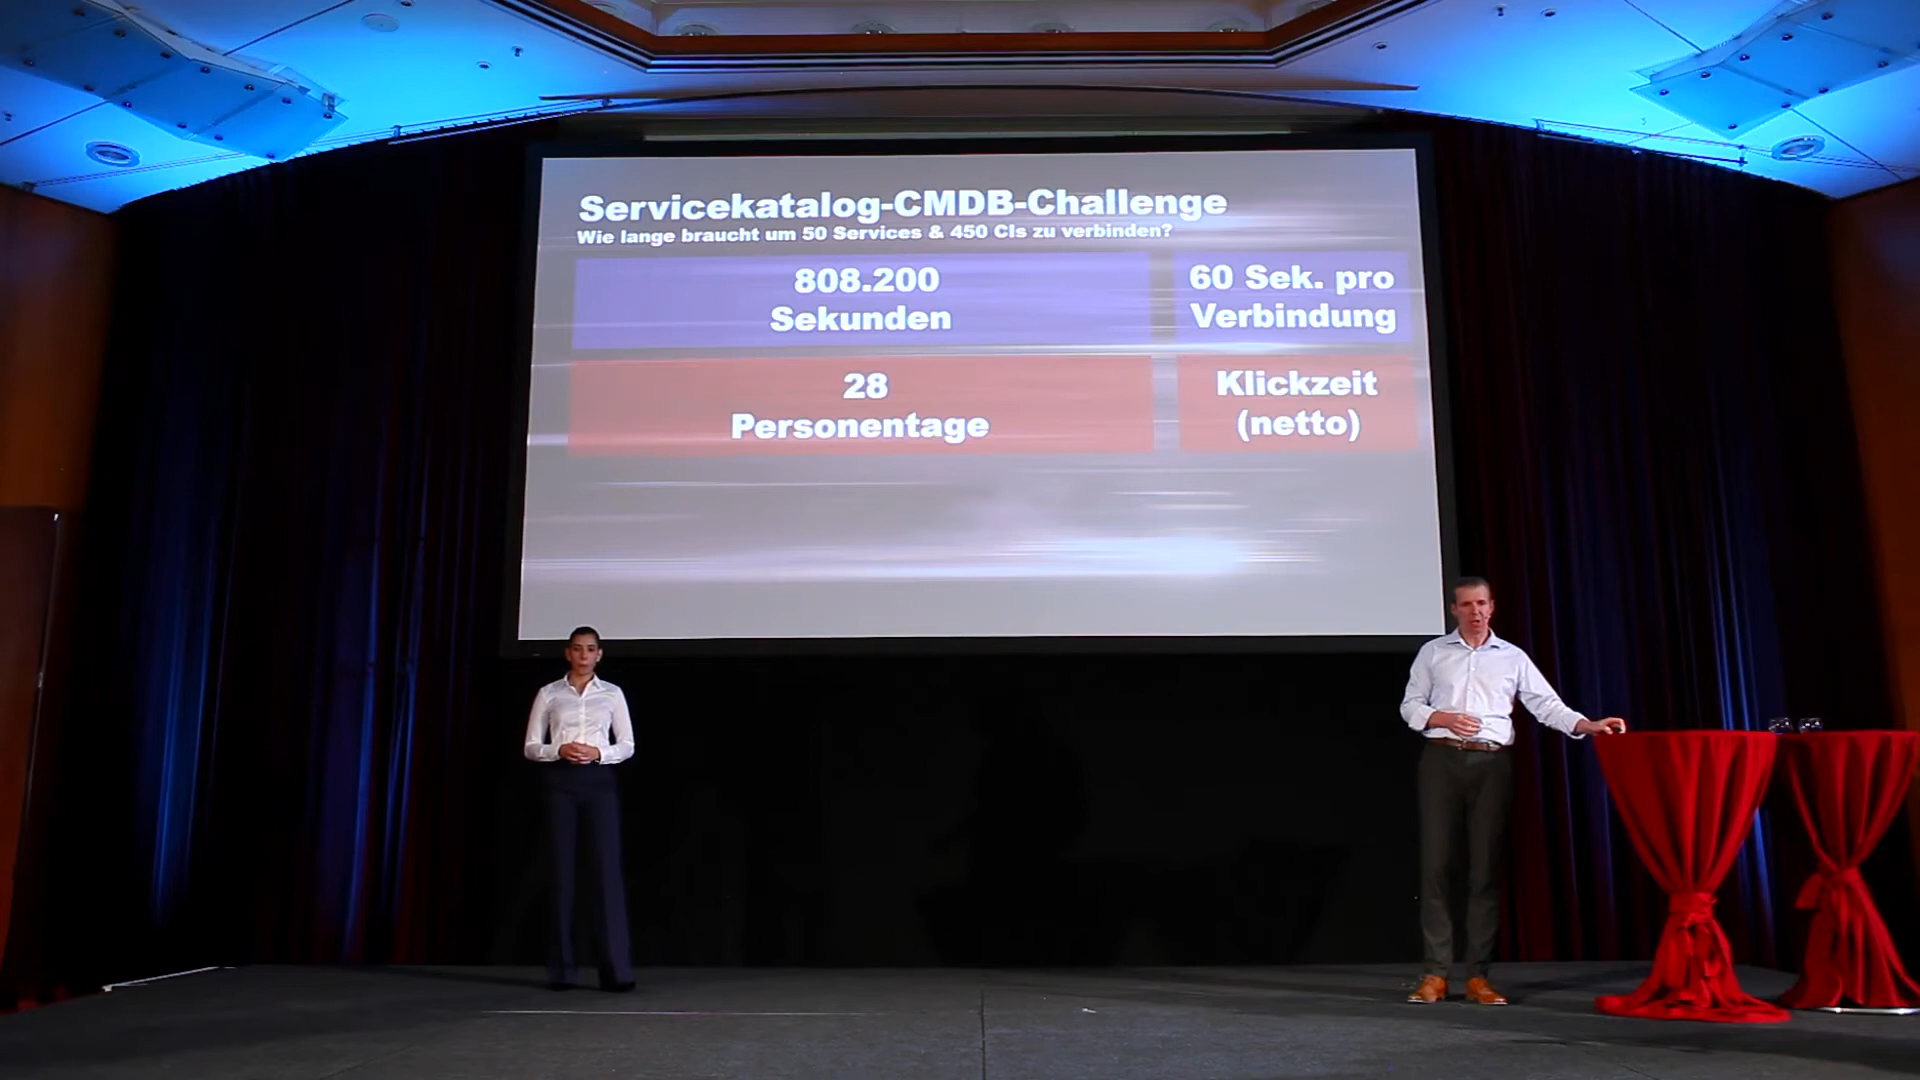 Servicekatalog-CMDB-Challenge
Wie lange braucht um 50 Services & 450 CIs zu verbinden?
808.200
Sekunden
60 Sek. pro
Verbindung
28
Personentage
Klickzeit
(netto)